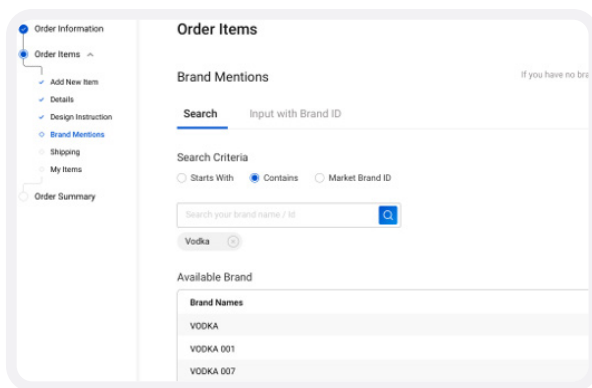 Order Information
Order Items
Add New Item
Details
Design Instruction
Brand Mentions
Shipping
My Items
Order Summary
Order Items
Brand Mentions
If you have no bra
Search
Input with Brand ID
Search Criteria
Starts With
Contains
Market Brand ID
Search your brand name / Id
Vodka
Available Brand
Brand Names
VODKA
VODKA 001
VODKA 007